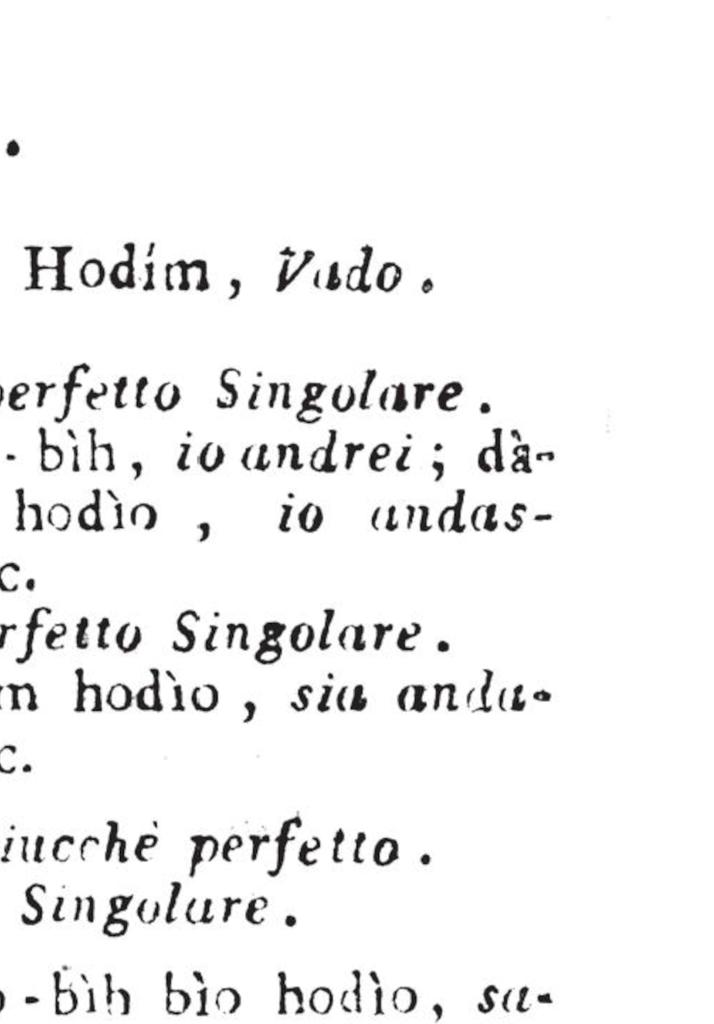 .
Hodím, Vado.
perfetto Singolare.
- bìh, io andrei; dà-
hodìo, io andas-
c.
rfetto Singolare.
m hodìo, sia anda-
c.
iucchè perfetto.
Singolare.
o-bìh bìo hodìo, sa-